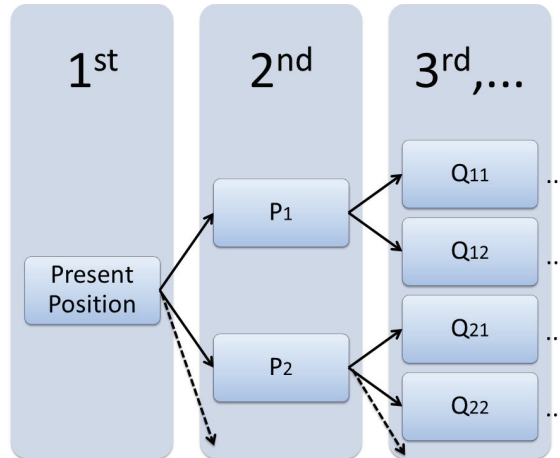 1st
2nd
3rd,...
Present
Position
P1
P2
Q11
Q12
Q21
Q22
...
...
...
...